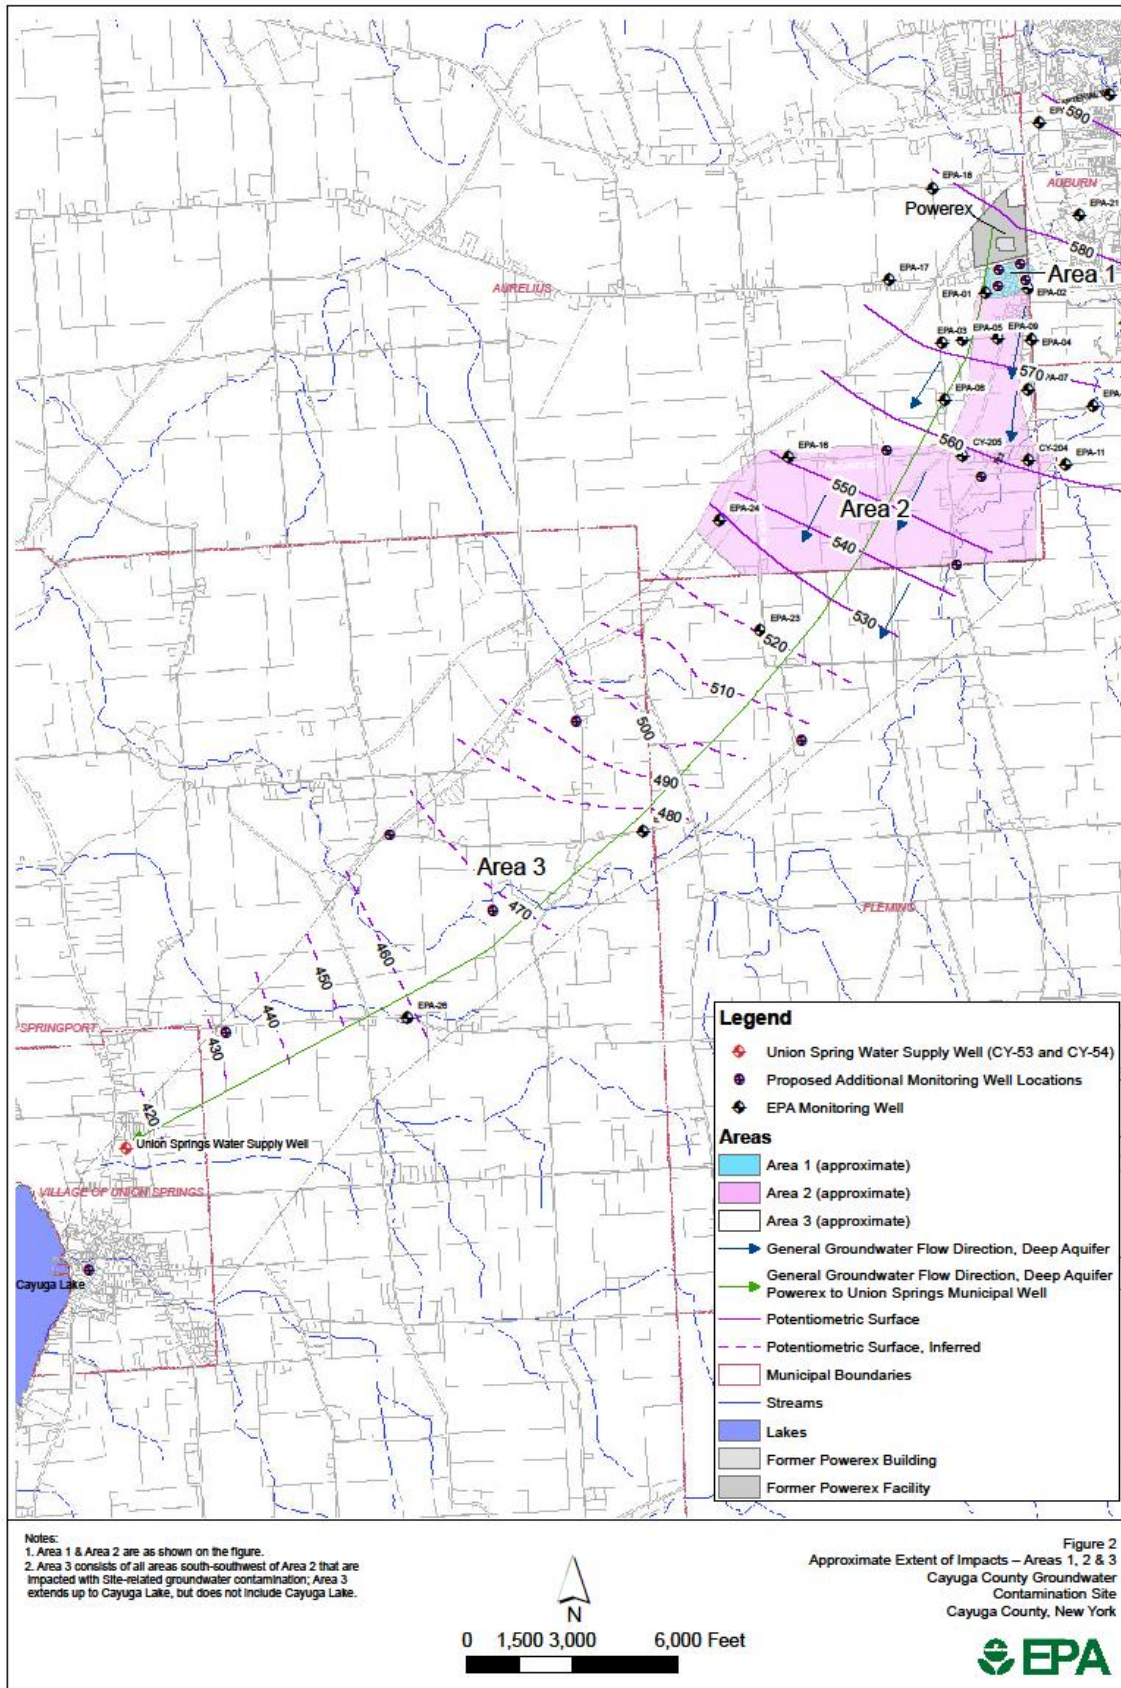 590
EPA-18
AUBURN
EPA-21
Powerex
580
EPA-17
Area 1
AURELIUS
EPA-01
EPA-02
EPA-03
EPA-05
EPA-09
EPA-04
570
EPA-06
560
CY-205
CY-204
EPA-11
EPA-16
550
Area 2
EPA-24
540
530
EPA-23
520
510
500
490
480
Area 3
470
FLEMING
460
450
440
EPA-26
SPRINGPORT
430
420
Union Springs Water Supply Well
VILLAGE OF UNION SPRINGS
Cayuga Lake
Legend
Union Spring Water Supply Well (CY-53 and CY-54)
Proposed Additional Monitoring Well Locations
EPA Monitoring Well
Areas
Area 1 (approximate)
Area 2 (approximate)
Area 3 (approximate)
General Groundwater Flow Direction, Deep Aquifer
General Groundwater Flow Direction, Deep Aquifer
Powerex to Union Springs Municipal Well
Potentiometric Surface
Potentiometric Surface, Inferred
Municipal Boundaries
Streams
Lakes
Former Powerex Building
Former Powerex Facility
Notes:
1. Area 1 & Area 2 are as shown on the figure.
2. Area 3 consists of all areas south-southwest of Area 2 that are
impacted with Site-related groundwater contamination; Area 3
extends up to Cayuga Lake, but does not include Cayuga Lake.
N
0 1,500 3,000 6,000 Feet
Figure 2
Approximate Extent of Impacts – Areas 1, 2 & 3
Cayuga County Groundwater
Contamination Site
Cayuga County, New York
EPA